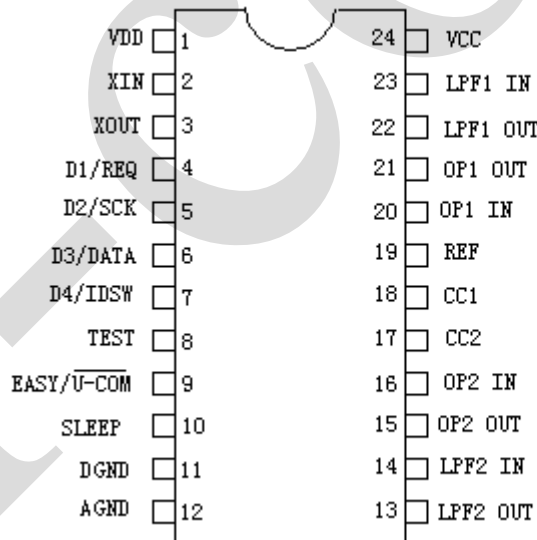 VDD 1 24 VCC
XIN 2 23 LPF1 IN
XOUT 3 22 LPF1 OUT
D1/REQ 4 21 OP1 OUT
D2/SCK 5 20 OP1 IN
D3/DATA 6 19 REF
D4/IDSW 7 18 CC1
TEST 8 17 CC2
EASY/U-COM 9 16 OP2 IN
SLEEP 10 15 OP2 OUT
DGND 11 14 LPF2 IN
AGND 12 13 LPF2 OUT